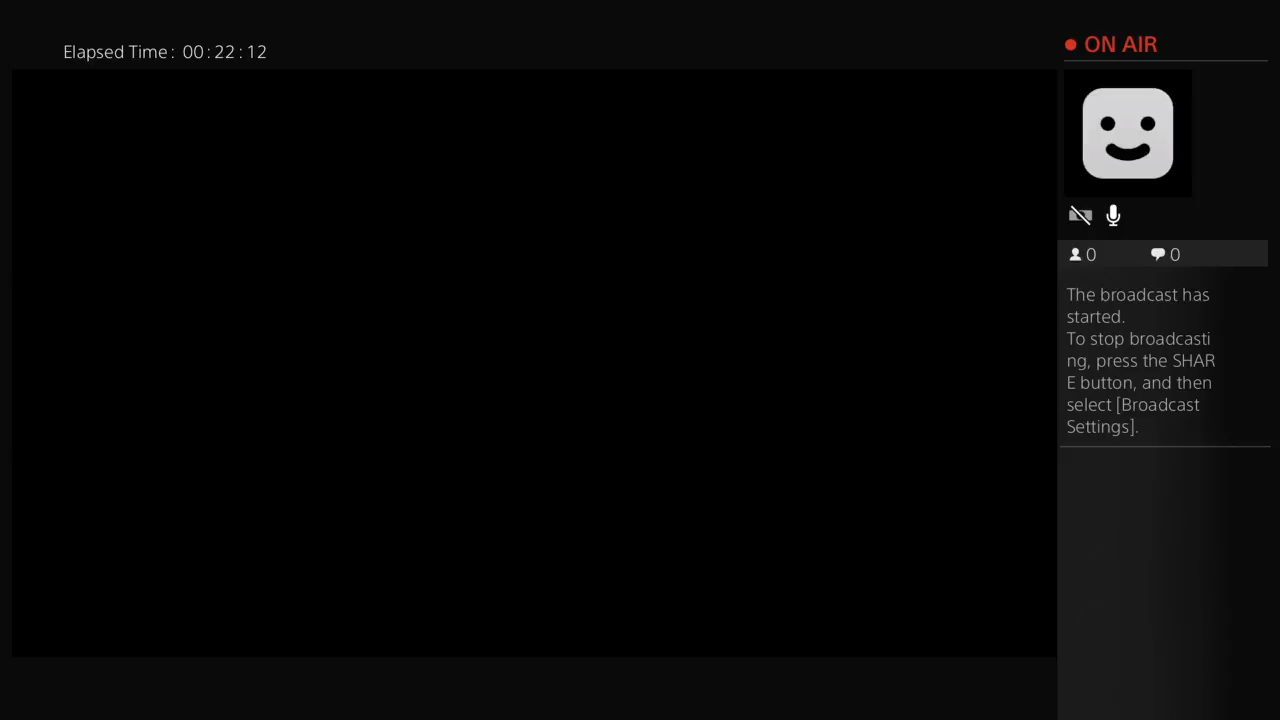 Elapsed Time: 00:22:12
ON AIR
0 0
The broadcast has
started.
To stop broadcasti
ng, press the SHAR
E button, and then
select [Broadcast
Settings].